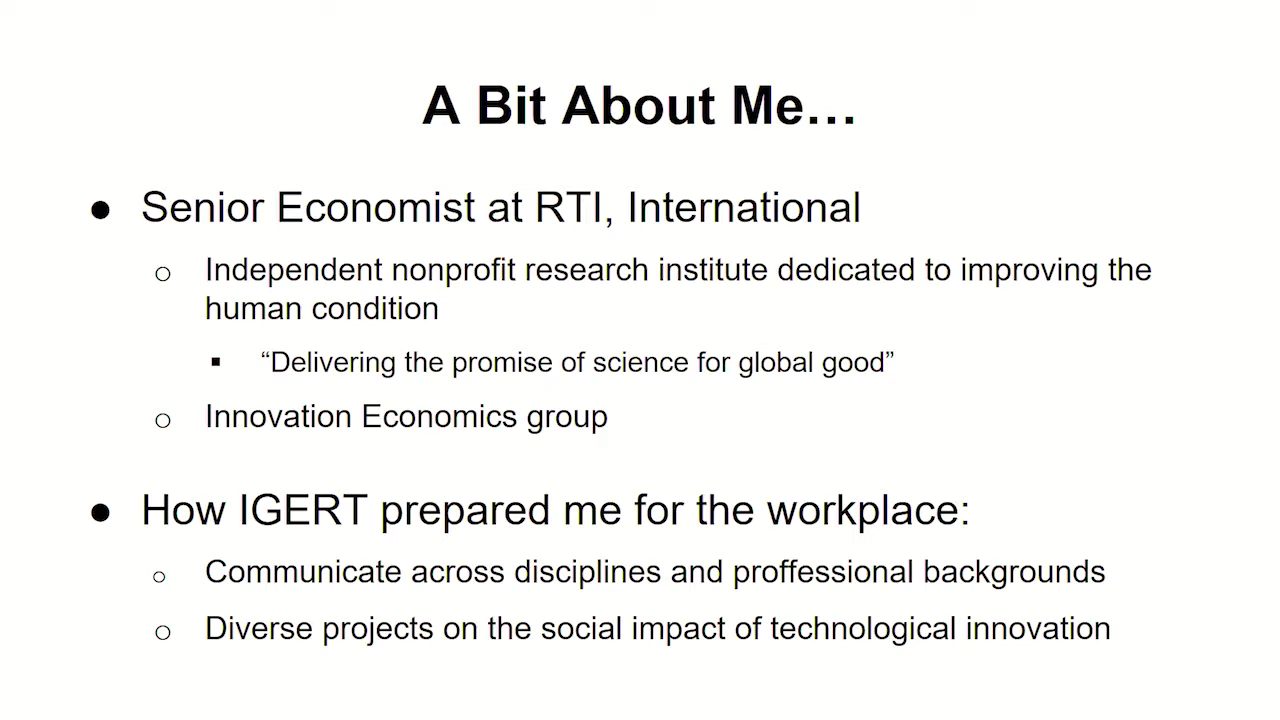 A Bit About Me…
● Senior Economist at RTI, International
○ Independent nonprofit research institute dedicated to improving the
human condition
▪ “Delivering the promise of science for global good”
○ Innovation Economics group
● How IGERT prepared me for the workplace:
○ Communicate across disciplines and proffessional backgrounds
○ Diverse projects on the social impact of technological innovation